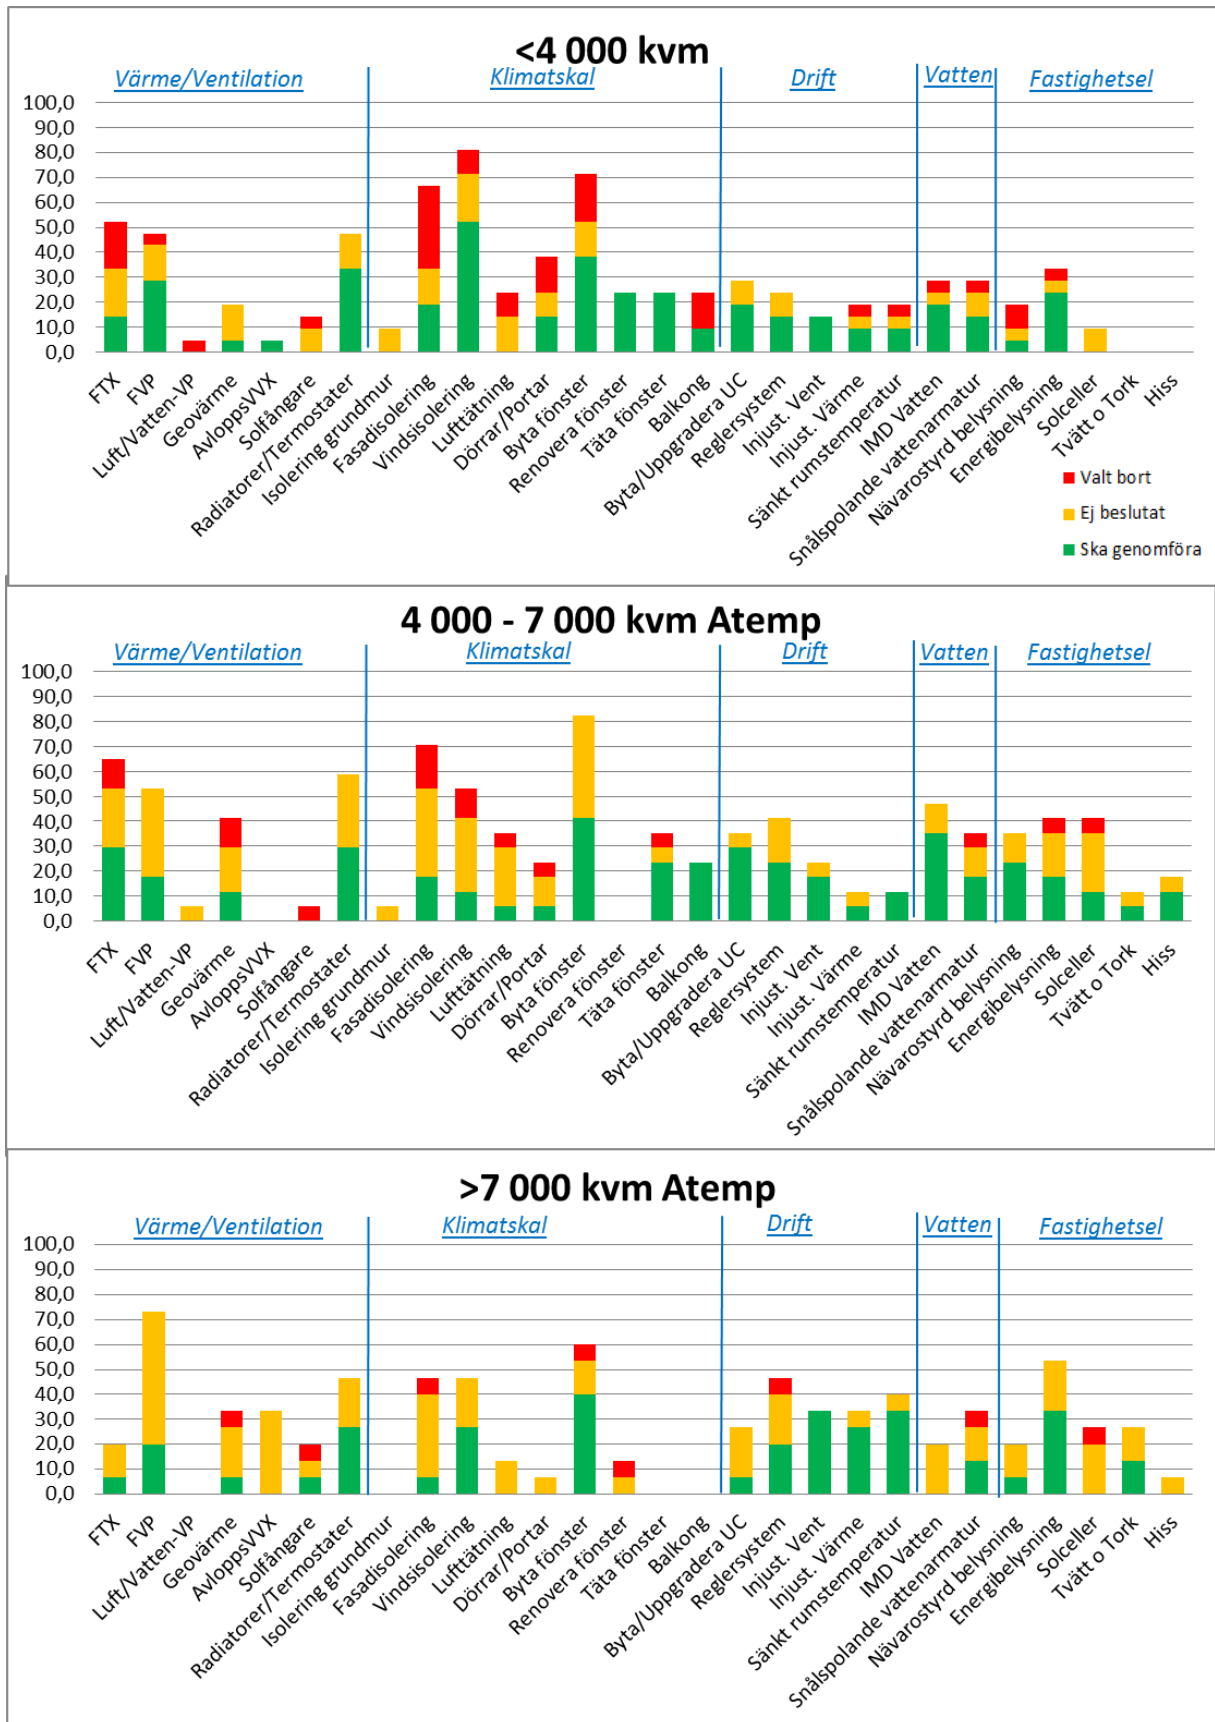 <4 000 kvm
Värme/Ventilation Klimatskal Drift Vatten Fastighetsel
100,0
90,0
80,0
70,0
60,0
50,0
40,0
30,0
20,0
10,0
0,0
FTX
FVP
Luft/Vatten-VP
Geovärme
AvloppsVVX
Solfångare
Radiatorer/Termostater
Isolering grundmur
Fasadisolering
Vindsisolering
Lufttätning
Dörrar/Portar
Byta fönster
Renovera fönster
Täta fönster
Balkong
Byta/Uppgradera UC
Reglersystem
Injust. Vent
Injust. Värme
Sänkt rumstemperatur
IMD Vatten
Snålspolande vattenarmatur
Nävarostyrd belysning
Energibelysning
Solceller
Tvätt o Tork
Hiss
Valt bort
Ej beslutat
Ska genomföra
4 000 - 7 000 kvm Atemp
Värme/Ventilation Klimatskal Drift Vatten Fastighetsel
100,0
90,0
80,0
70,0
60,0
50,0
40,0
30,0
20,0
10,0
0,0
FTX
FVP
Luft/Vatten-VP
Geovärme
AvloppsVVX
Solfångare
Radiatorer/Termostater
Isolering grundmur
Fasadisolering
Vindsisolering
Lufttätning
Dörrar/Portar
Byta fönster
Renovera fönster
Täta fönster
Balkong
Byta/Uppgradera UC
Reglersystem
Injust. Vent
Injust. Värme
Sänkt rumstemperatur
IMD Vatten
Snålspolande vattenarmatur
Nävarostyrd belysning
Energibelysning
Solceller
Tvätt o Tork
Hiss
>7 000 kvm Atemp
Värme/Ventilation Klimatskal Drift Vatten Fastighetsel
100,0
90,0
80,0
70,0
60,0
50,0
40,0
30,0
20,0
10,0
0,0
FTX
FVP
Luft/Vatten-VP
Geovärme
AvloppsVVX
Solfångare
Radiatorer/Termostater
Isolering grundmur
Fasadisolering
Vindsisolering
Lufttätning
Dörrar/Portar
Byta fönster
Renovera fönster
Täta fönster
Balkong
Byta/Uppgradera UC
Reglersystem
Injust. Vent
Injust. Värme
Sänkt rumstemperatur
IMD Vatten
Snålspolande vattenarmatur
Nävarostyrd belysning
Energibelysning
Solceller
Tvätt o Tork
Hiss